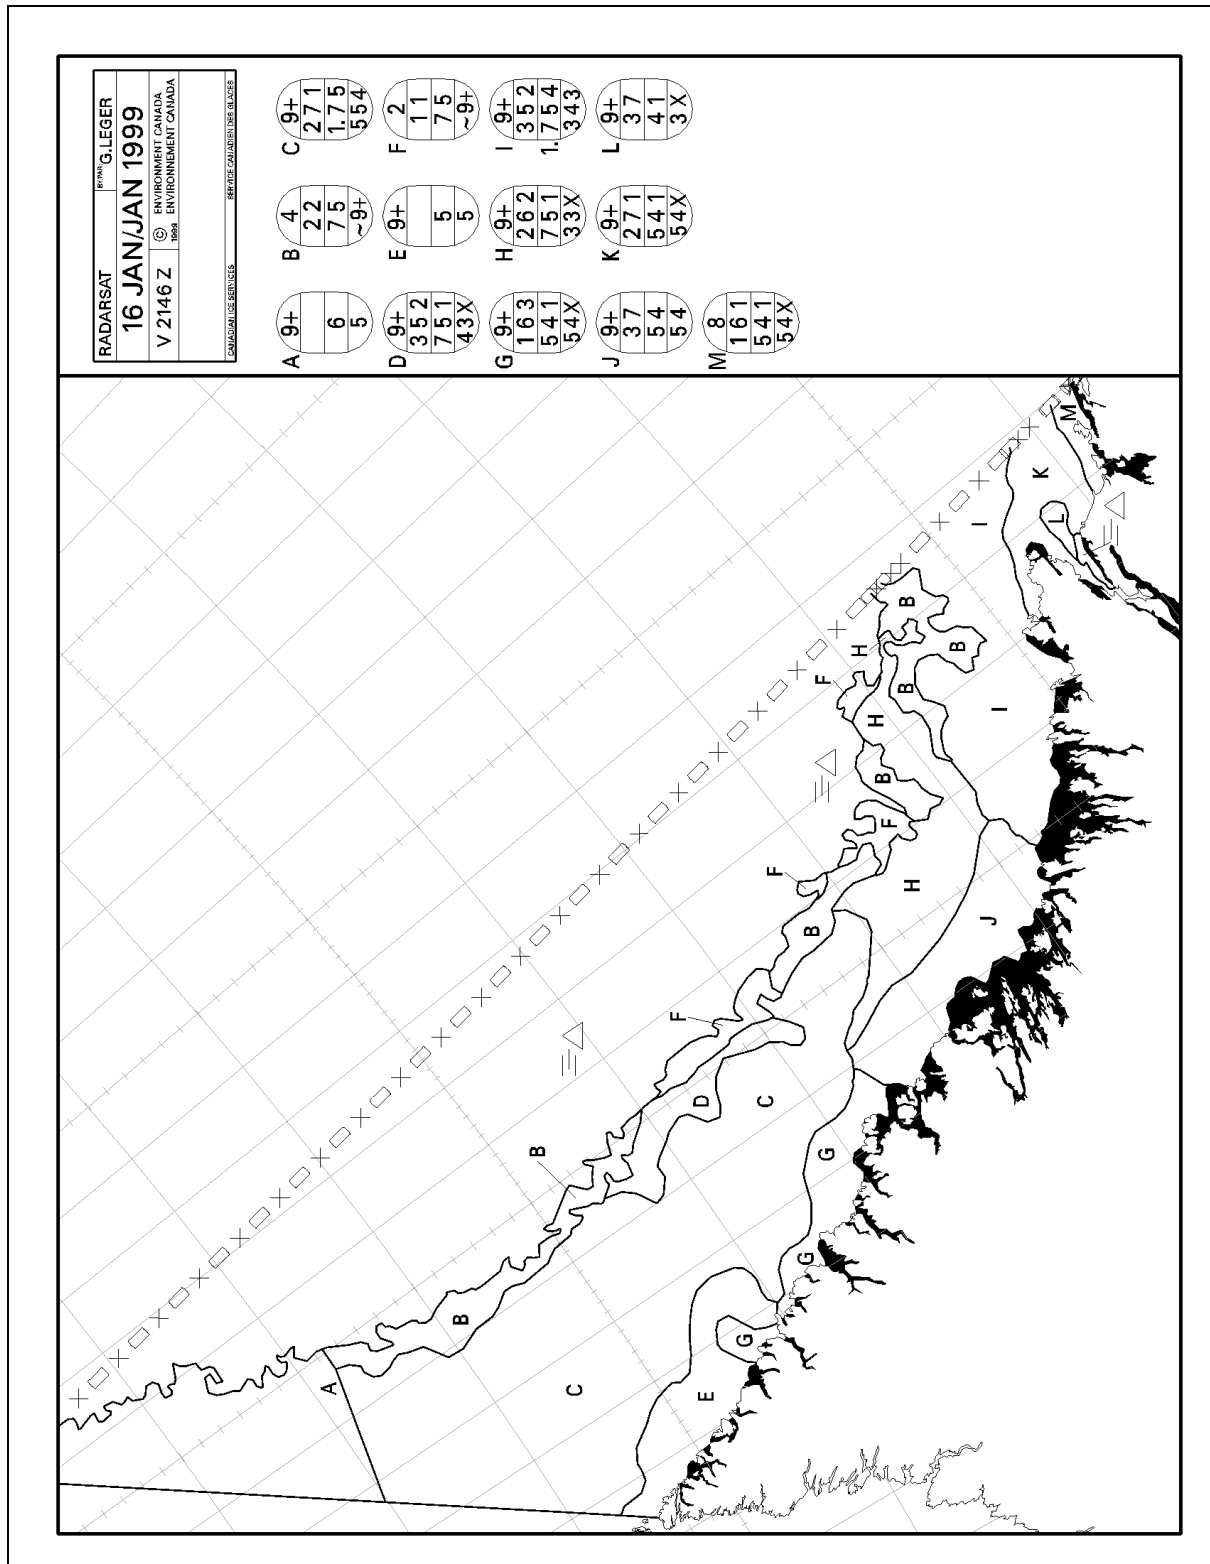 RADARSAT
BY/PAR G.LEGER
16 JAN/JAN 1999
V 2146 Z
© ENVIRONMENT CANADA
1999 ENVIRONNEMENT CANADA
CANADIAN ICE SERVICES
SERVICE CANADIEN DES GLACES
A
9+
6
5
B
4
2 2
7 5
~9+
C
9+
2 7 1
1. 7 5
5 5 4
D
9+
3 5 2
7 5 1
4 3 X
E
9+
5
5
F
2
1 1
7 5
~9+
G
9+
1 6 3
5 4 1
5 4 X
H
9+
2 6 2
7 5 1
3 3 X
I
9+
3 5 2
1. 7 5 4
3 4 3
J
9+
3 7
5 4
5 4
K
9+
2 7 1
5 4 1
5 4 X
L
9+
3 7
4 1
3 X
M
8
1 6 1
5 4 1
5 4 X
A
B
C
E
G
G
G
B
D
C
F
B
F
H
J
F
B
H
F
H
B
B
B
I
I
K
L
M